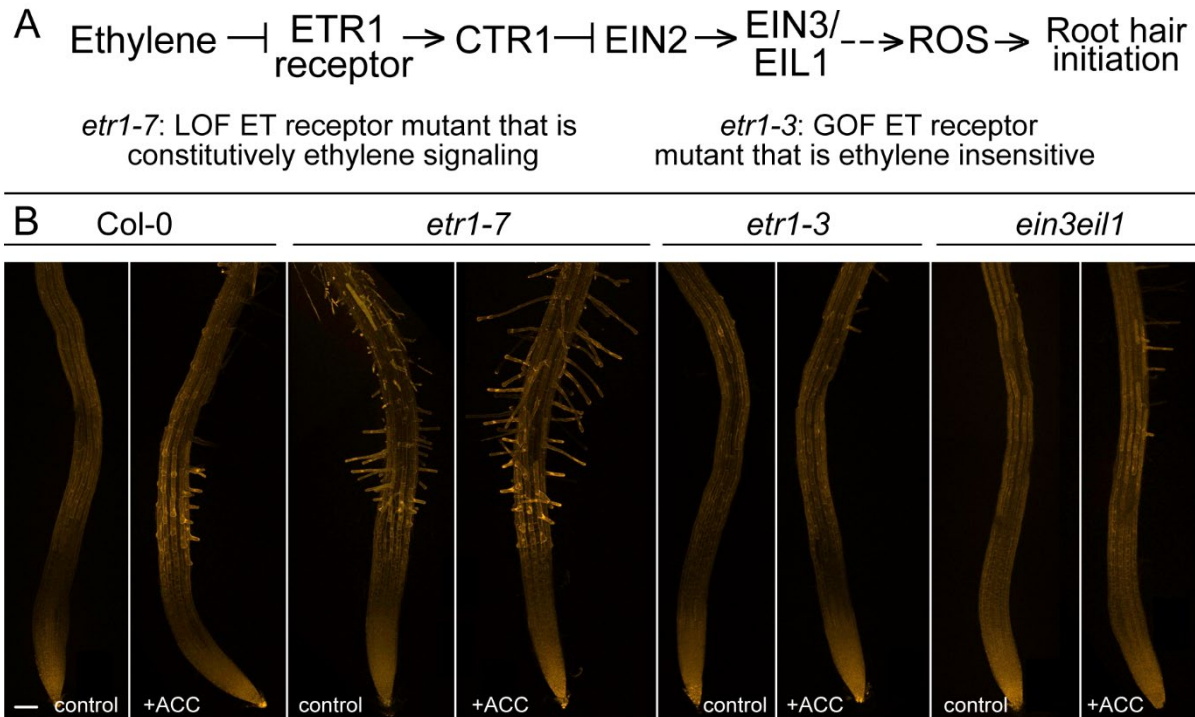 A
Ethylene ⊣ ETR1 receptor → CTR1 ⊣ EIN2 → EIN3/EIL1 --> ROS → Root hair initiation
etr1-7: LOF ET receptor mutant that is
constitutively ethylene signaling
etr1-3: GOF ET receptor
mutant that is ethylene insensitive
B
Col-0 etr1-7 etr1-3 ein3eil1
control +ACC control +ACC control +ACC control +ACC